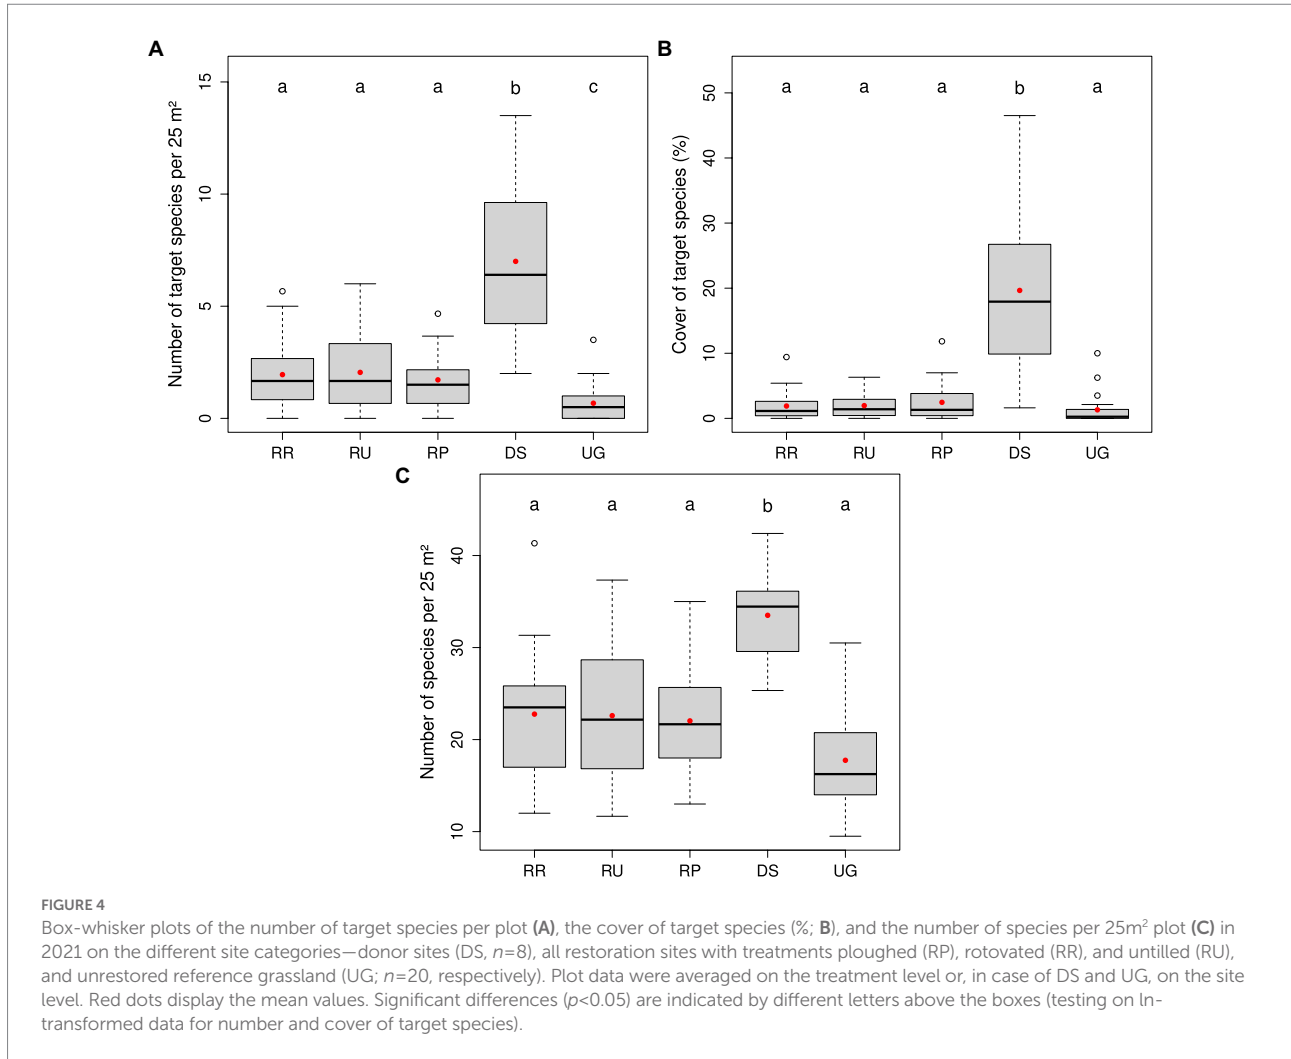 A
Number of target species per 25 m²
15
10
5
0
a a a b c
RR RU RP DS UG
B
Cover of target species (%)
50
40
30
20
10
0
a a a b a
RR RU RP DS UG
C
Number of species per 25 m²
40
30
20
10
a a a b a
RR RU RP DS UG
FIGURE 4
Box-whisker plots of the number of target species per plot (A), the cover of target species (%; B), and the number of species per 25m² plot (C) in
2021 on the different site categories—donor sites (DS, n=8), all restoration sites with treatments ploughed (RP), rotovated (RR), and untilled (RU),
and unrestored reference grassland (UG; n=20, respectively). Plot data were averaged on the treatment level or, in case of DS and UG, on the site
level. Red dots display the mean values. Significant differences (p<0.05) are indicated by different letters above the boxes (testing on ln-
transformed data for number and cover of target species).